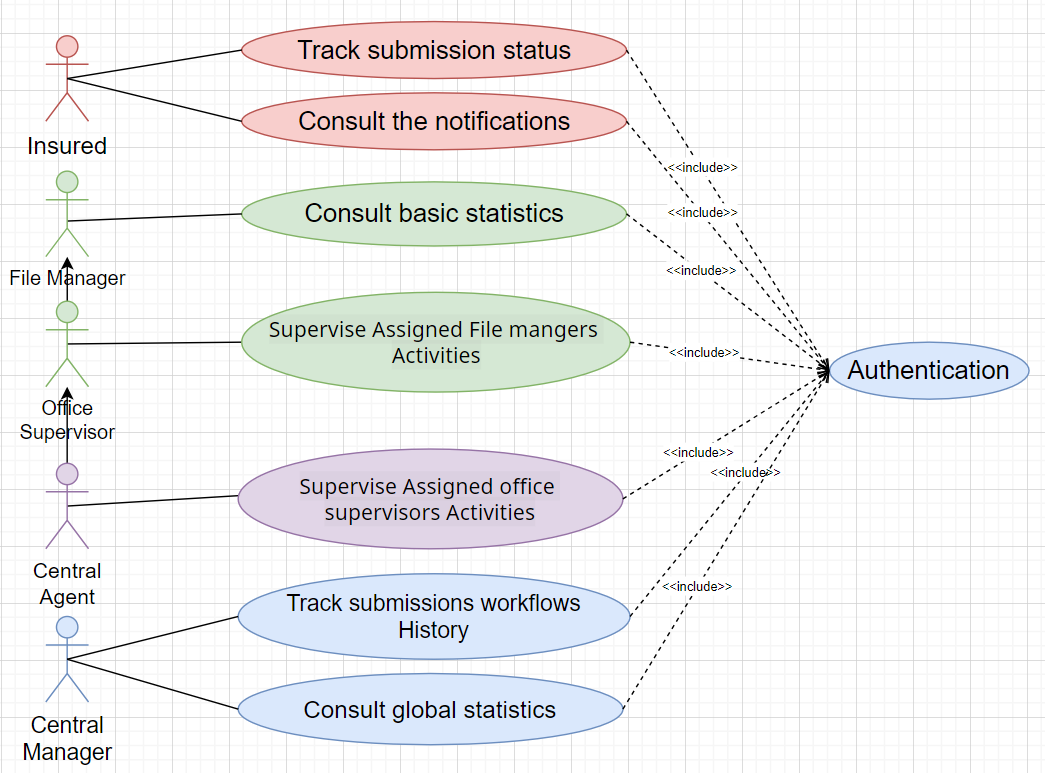 Track submission status
Consult the notifications
Insured
<<include>>
<<include>>
Consult basic statistics
<<include>>
File Manager
Supervise Assigned File mangers
Activities
<<include>>
Authentication
Office
Supervisor
<<include>>
<<include>>
Supervise Assigned office
supervisors Activities
Central
Agent
<<include>>
Track submissions workflows
History
Consult global statistics
Central
Manager